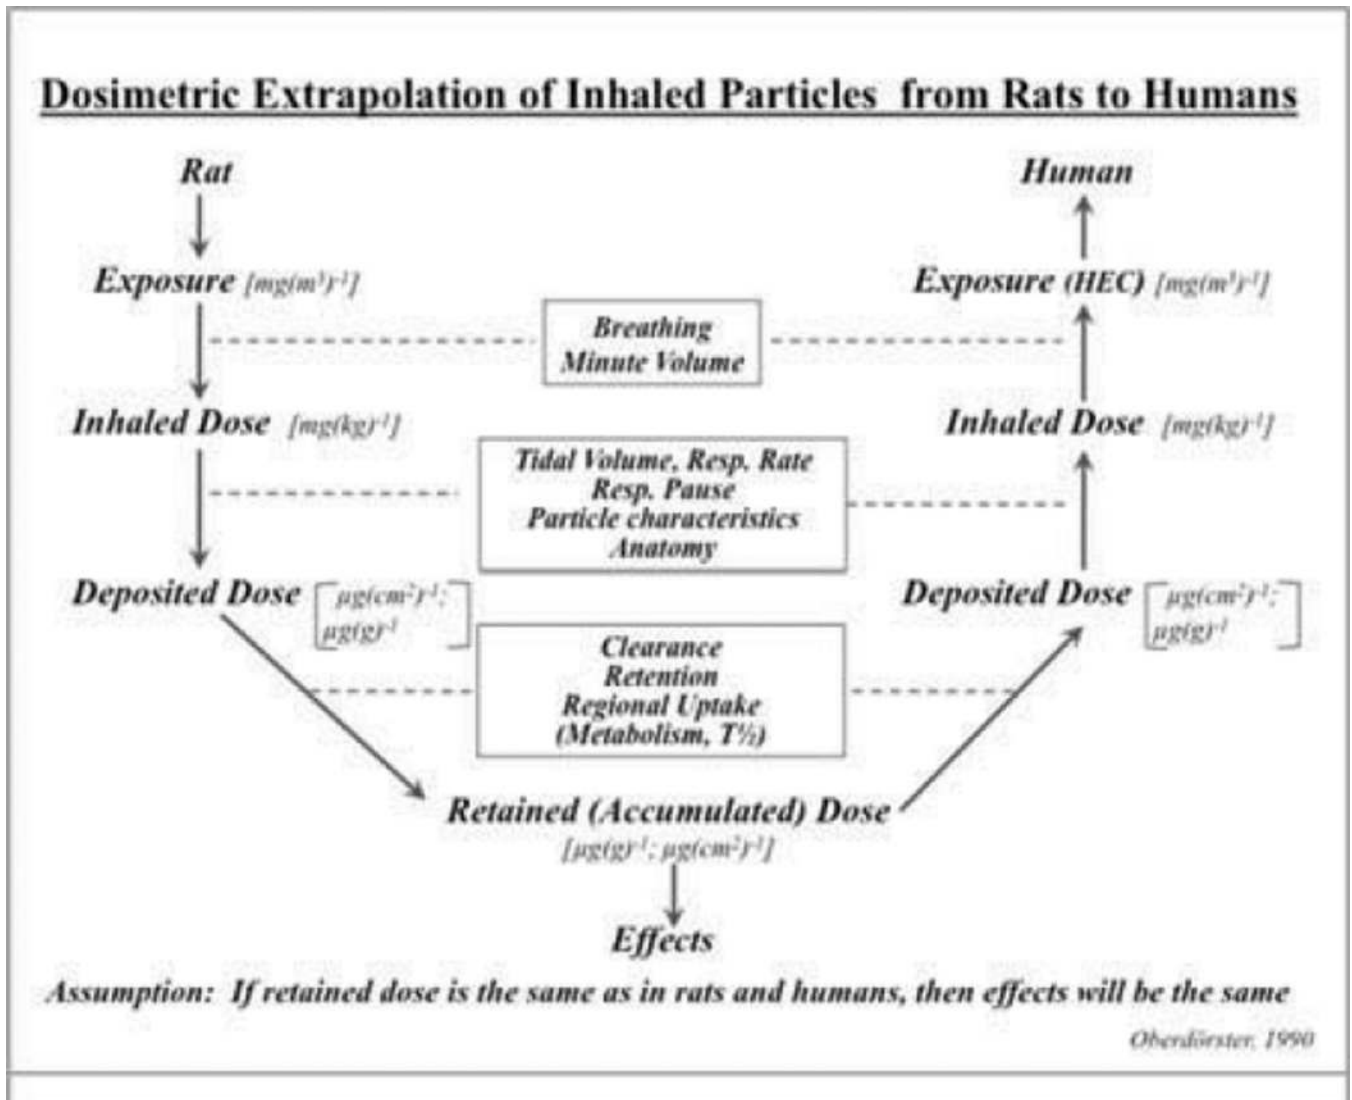 Dosimetric Extrapolation of Inhaled Particles from Rats to Humans
Rat
Human
Exposure [mg(m³)⁻¹]
Exposure (HEC) [mg(m³)⁻¹]
Breathing
Minute Volume
Inhaled Dose [mg(kg)⁻¹]
Inhaled Dose [mg(kg)⁻¹]
Tidal Volume, Resp. Rate
Resp. Pause
Particle characteristics
Anatomy
Deposited Dose [µg(cm²)⁻¹;
µg(g)⁻¹]
Deposited Dose [µg(cm²)⁻¹;
µg(g)⁻¹]
Clearance
Retention
Regional Uptake
(Metabolism, T½)
Retained (Accumulated) Dose
[µg(g)⁻¹; µg(cm²)⁻¹]
Effects
Assumption: If retained dose is the same as in rats and humans, then effects will be the same
Oberdörster, 1990